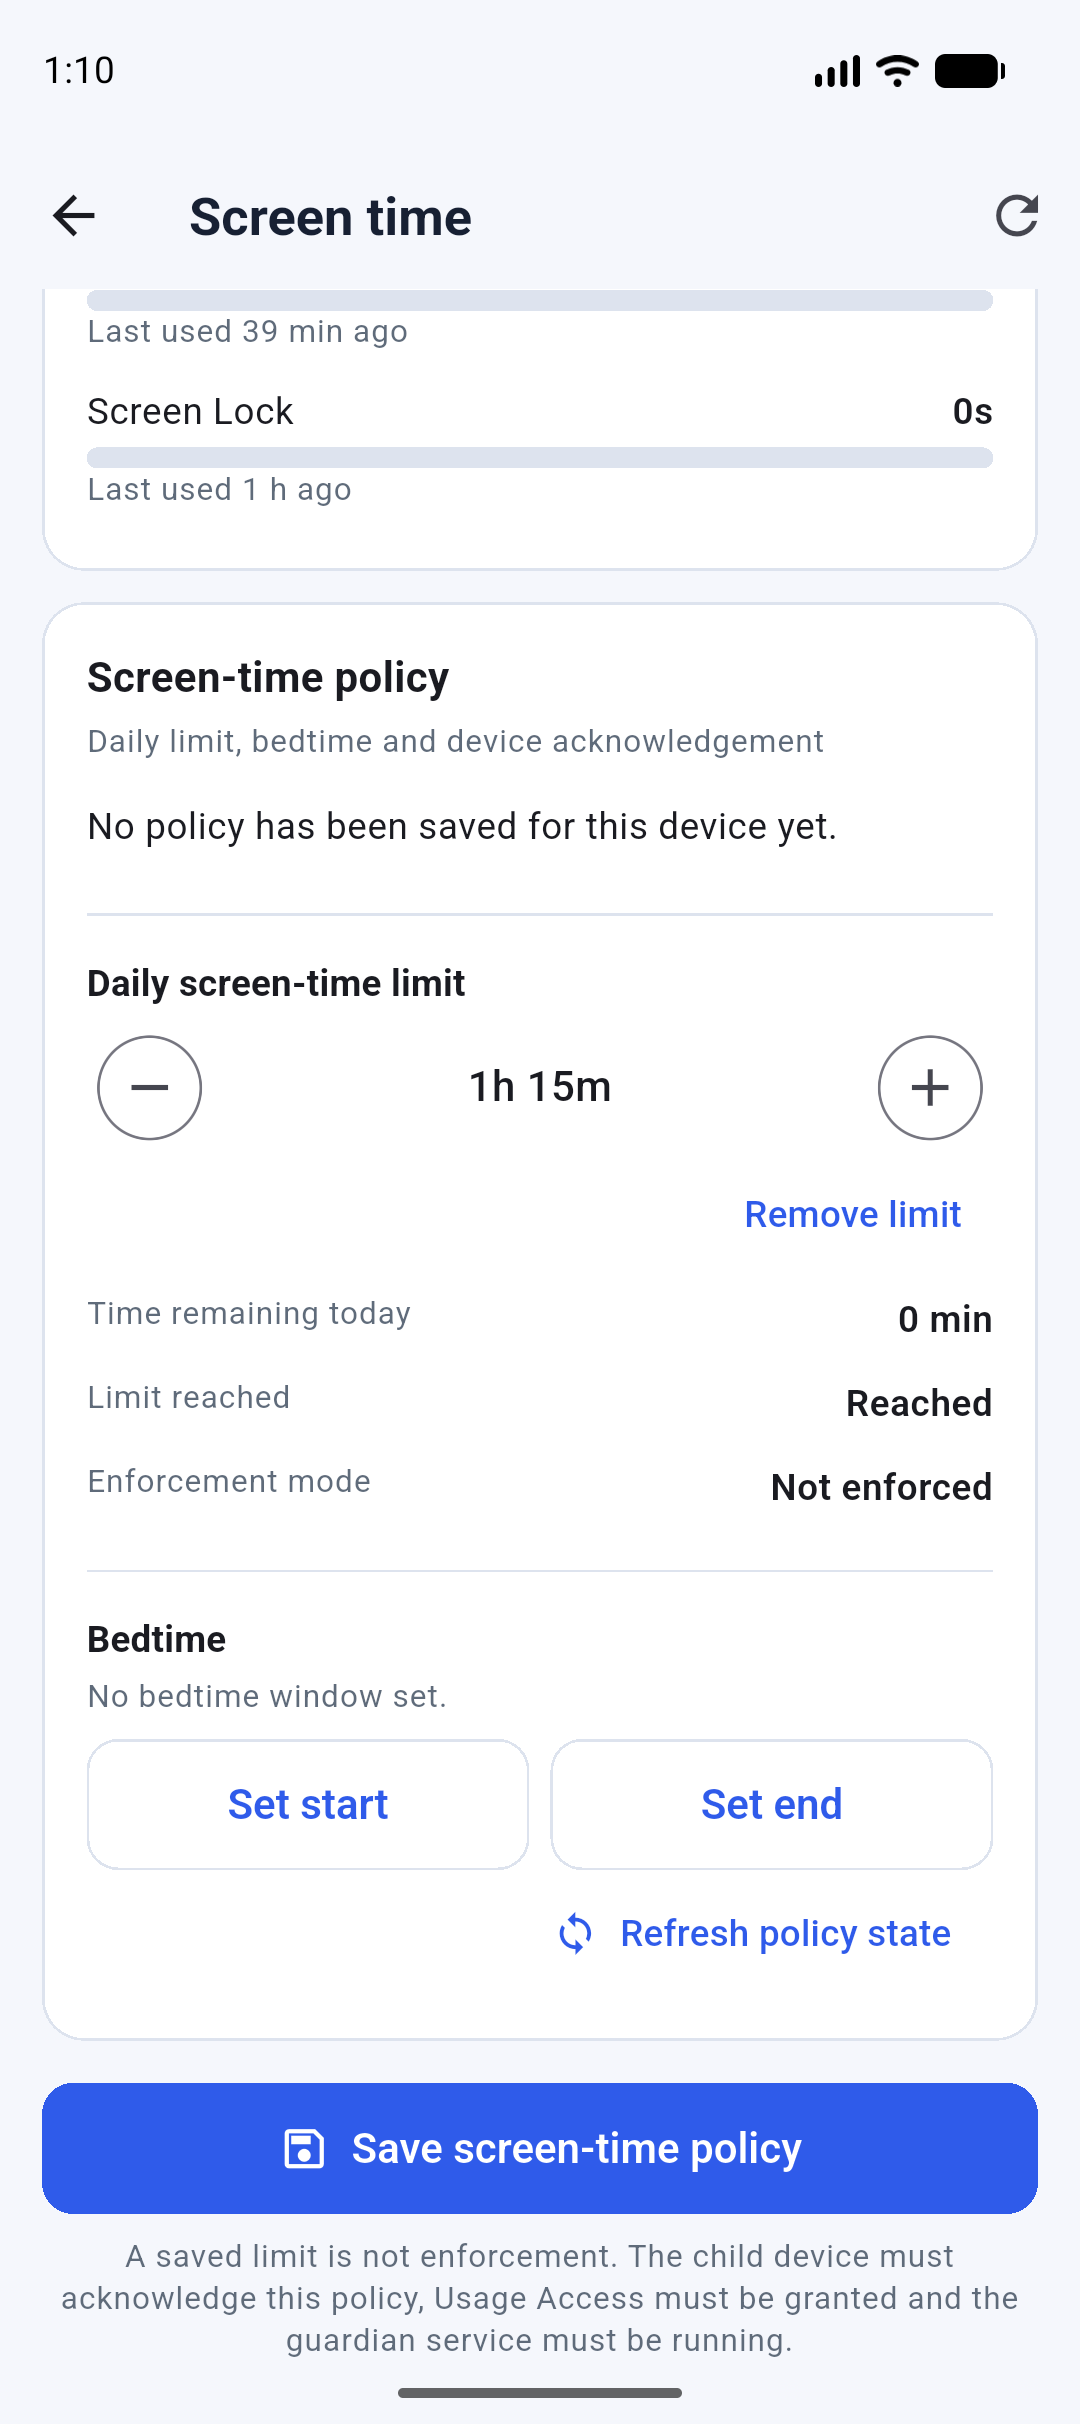 1:10
Screen time
Last used 39 min ago
Screen Lock 0s
Last used 1 h ago
Screen-time policy
Daily limit, bedtime and device acknowledgement
No policy has been saved for this device yet.
Daily screen-time limit
1h 15m
Remove limit
Time remaining today 0 min
Limit reached Reached
Enforcement mode Not enforced
Bedtime
No bedtime window set.
Set start Set end
Refresh policy state
Save screen-time policy
A saved limit is not enforcement. The child device must
acknowledge this policy, Usage Access must be granted and the
guardian service must be running.